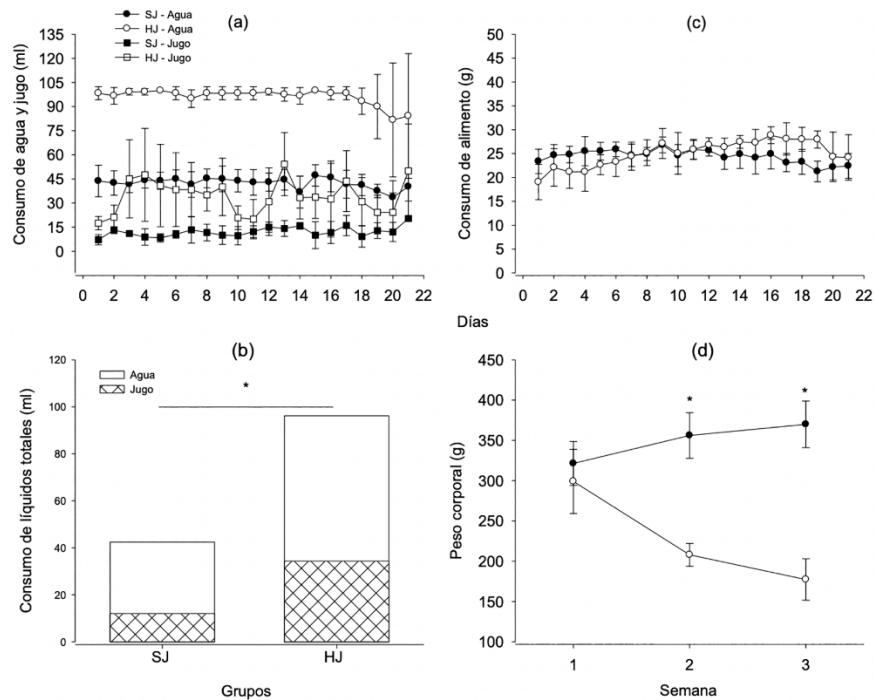 (a)
SJ - Agua
HJ - Agua
SJ - Jugo
HJ - Jugo
Consumo de agua y jugo (ml)
135
120
105
90
75
60
45
30
15
0
0 2 4 6 8 10 12 14 16 18 20 22
(c)
Consumo de alimento (g)
50
45
40
35
30
25
20
15
10
5
0
0 2 4 6 8 10 12 14 16 18 20 22
Días
(b)
Agua
Jugo
*
Consumo de líquidos totales (ml)
120
100
80
60
40
20
0
SJ HJ
Grupos
(d)
* *
Peso corporal (g)
450
400
350
300
250
200
150
100
1 2 3
Semana